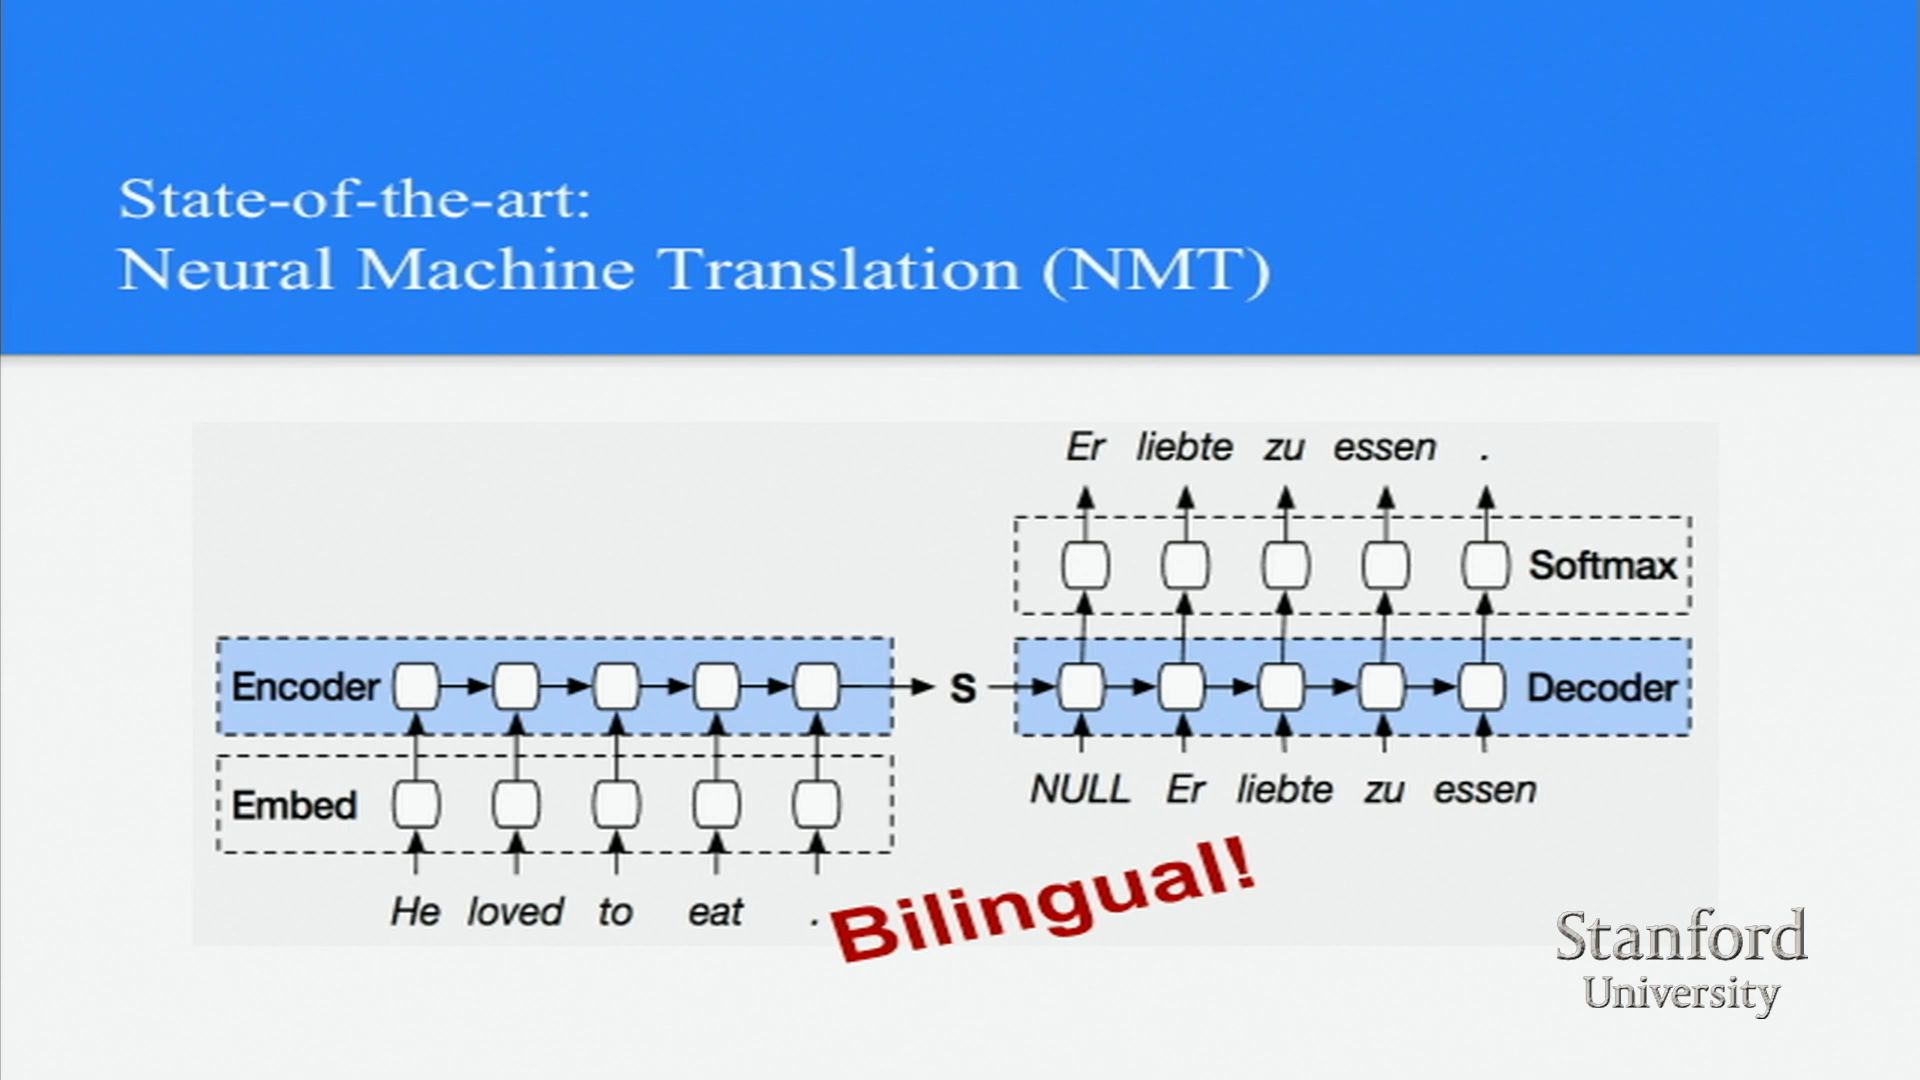 State-of-the-art:
Neural Machine Translation (NMT)
Er liebte zu essen .
Softmax
Encoder
S
Decoder
Embed
NULL Er liebte zu essen
He loved to eat .
Bilingual!
Stanford
University